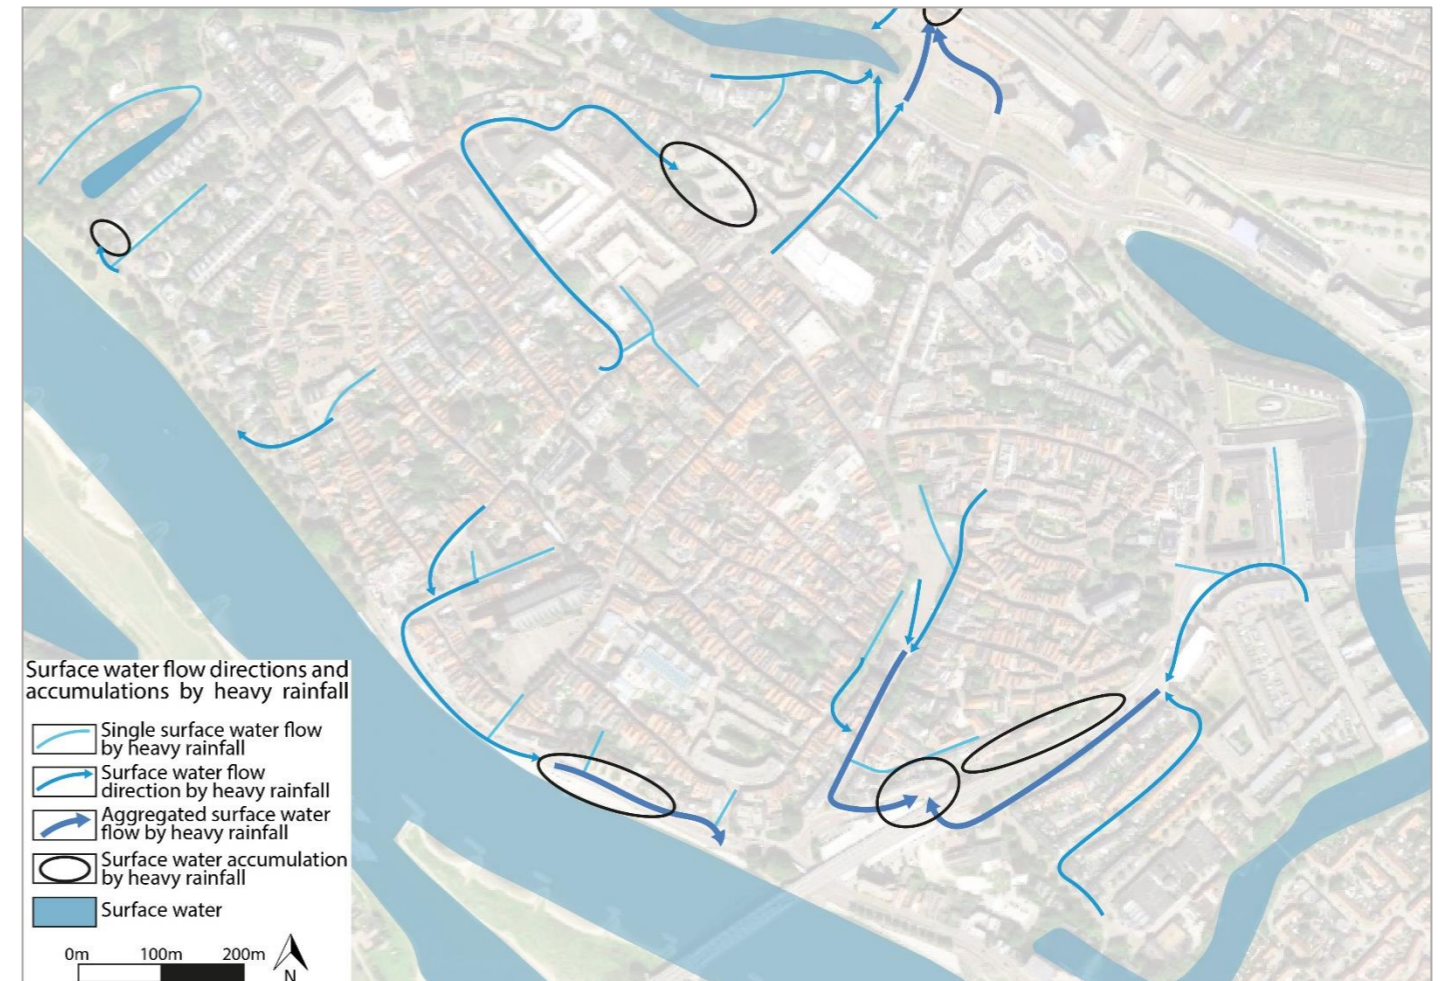 Surface water flow directions and
accumulations by heavy rainfall
Single surface water flow
by heavy rainfall
Surface water flow
direction by heavy rainfall
Aggregated surface water
flow by heavy rainfall
Surface water accumulation
by heavy rainfall
Surface water
0m 100m 200m
N